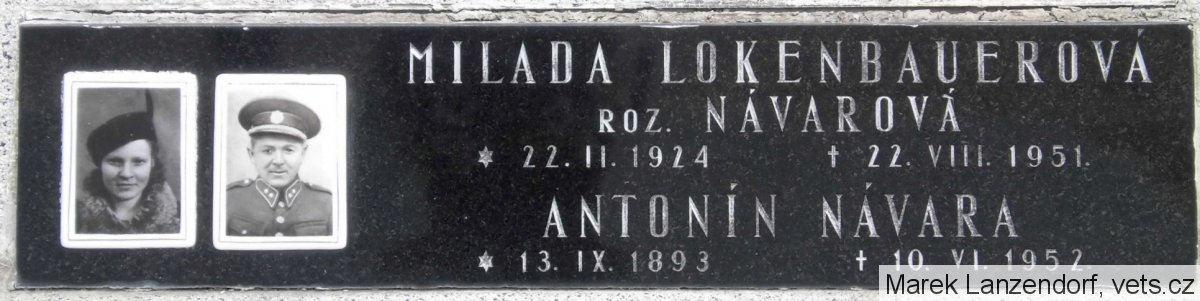 MILADA LOKENBAUEROVÁ
ROZ. NÁVAROVÁ
* 22. II. 1924 † 22. VIII. 1951.
ANTONÍN NÁVARA
* 13. IX. 1893 † 10. VI. 1952.
Marek Lanzendorf, vets.cz